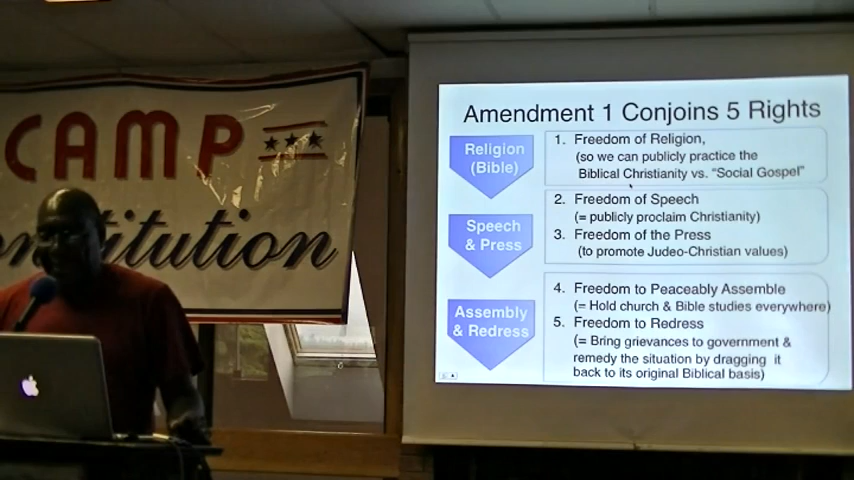 CAMP
onstitution
Amendment 1 Conjoins 5 Rights
Religion
(Bible)
1. Freedom of Religion,
(so we can publicly practice the
Biblical Christianity vs. "Social Gospel"
Speech
& Press
2. Freedom of Speech
(= publicly proclaim Christianity)
3. Freedom of the Press
(to promote Judeo-Christian values)
Assembly
& Redress
4. Freedom to Peaceably Assemble
(= Hold church & Bible studies everywhere)
5. Freedom to Redress
(= Bring grievances to government &
remedy the situation by dragging it
back to its original Biblical basis)